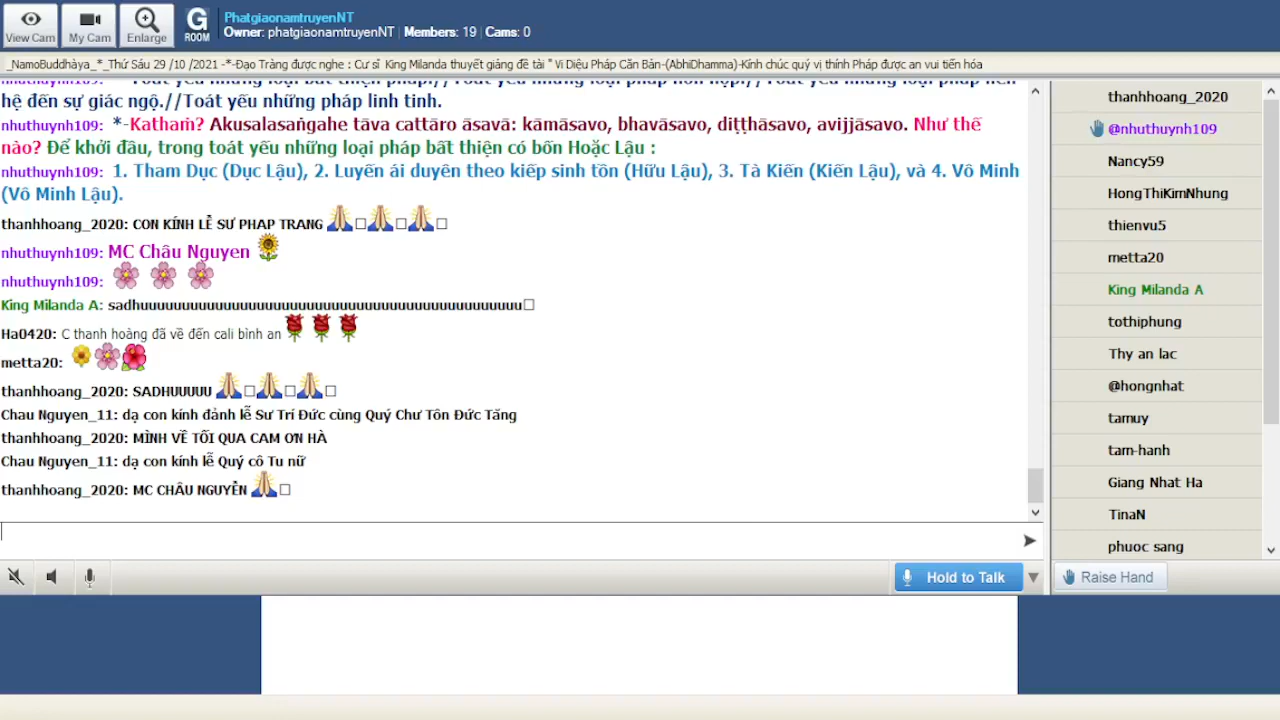 View Cam
My Cam
Enlarge
G
ROOM
PhatgiaonamtruyenNT
Owner: phatgiaonamtruyenNT | Members: 19 | Cams: 0
_NamoBuddhàya_*_Thứ Sáu 29 /10 /2021 -*-Đạo Tràng được nghe : Cư sĩ King Milanda thuyết giảng đề tài " Vi Diệu Pháp Căn Bản-(AbhiDhamma)-Kính chúc quý vị thính Pháp được an vui tiến hóa
hệ đến sự giác ngộ.//Toát yếu những pháp linh tinh.
nhuthuynh109: *-Kathaṁ? Akusalasaṅgahe tāva cattāro āsavā: kāmāsavo, bhavāsavo, diṭṭhāsavo, avijjāsavo. Như thế
nào? Để khởi đầu, trong toát yếu những loại pháp bất thiện có bốn Hoặc Lậu :
nhuthuynh109: 1. Tham Dục (Dục Lậu), 2. Luyến ái duyên theo kiếp sinh tồn (Hữu Lậu), 3. Tà Kiến (Kiến Lậu), và 4. Vô Minh
(Vô Minh Lậu).
thanhhoang_2020: CON KÍNH LỄ SƯ PHAP TRANG 🙏🙏🙏
nhuthuynh109: MC Châu Nguyen 🌻
nhuthuynh109: 🌸 🌸 🌸
King Milanda A: sadhuuuuuuuuuuuuuuuuuuuuuuuuuuuuuuuuuuuuuuuuuuu
Ha0420: C thanh hoàng đã về đến cali bình an 🌹🌹🌹
metta20: 🌼🌸🌺
thanhhoang_2020: SADHUUUUU 🙏🙏🙏
Chau Nguyen_11: dạ con kính đảnh lễ Sư Trí Đức cùng Quý Chư Tôn Đức Tăng
thanhhoang_2020: MÌNH VỀ TỐI QUA CAM ƠN HÀ
Chau Nguyen_11: dạ con kính lễ Quý cô Tu nữ
thanhhoang_2020: MC CHÂU NGUYỄN 🙏
Hold to Talk
thanhhoang_2020
@nhuthuynh109
Nancy59
HongThiKimNhung
thienvu5
metta20
King Milanda A
tothiphung
Thy an lac
@hongnhat
tamuy
tam-hanh
Giang Nhat Ha
TinaN
phuoc sang
Raise Hand